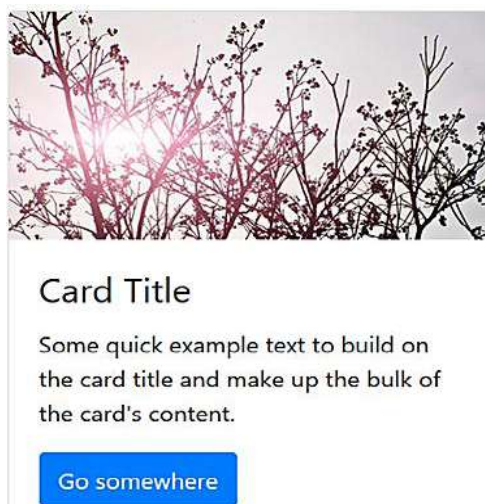 Card Title
Some quick example text to build on
the card title and make up the bulk of
the card's content.
Go somewhere